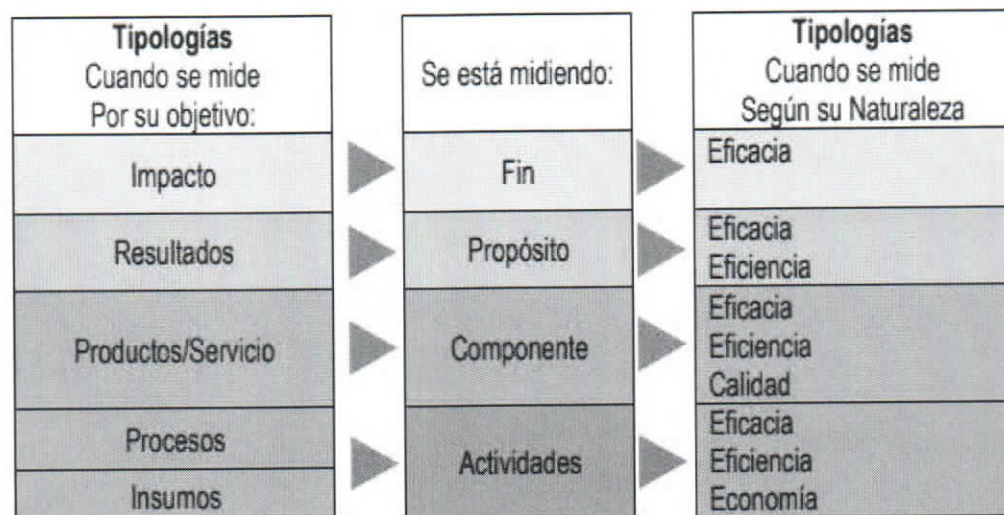 Tipologías
Cuando se mide
Por su objetivo:
Impacto
Resultados
Productos/Servicio
Procesos
Insumos
Se está midiendo:
Fin
Propósito
Componente
Actividades
Tipologías
Cuando se mide
Según su Naturaleza
Eficacia
Eficacia
Eficiencia
Eficacia
Eficiencia
Calidad
Eficacia
Eficiencia
Economía